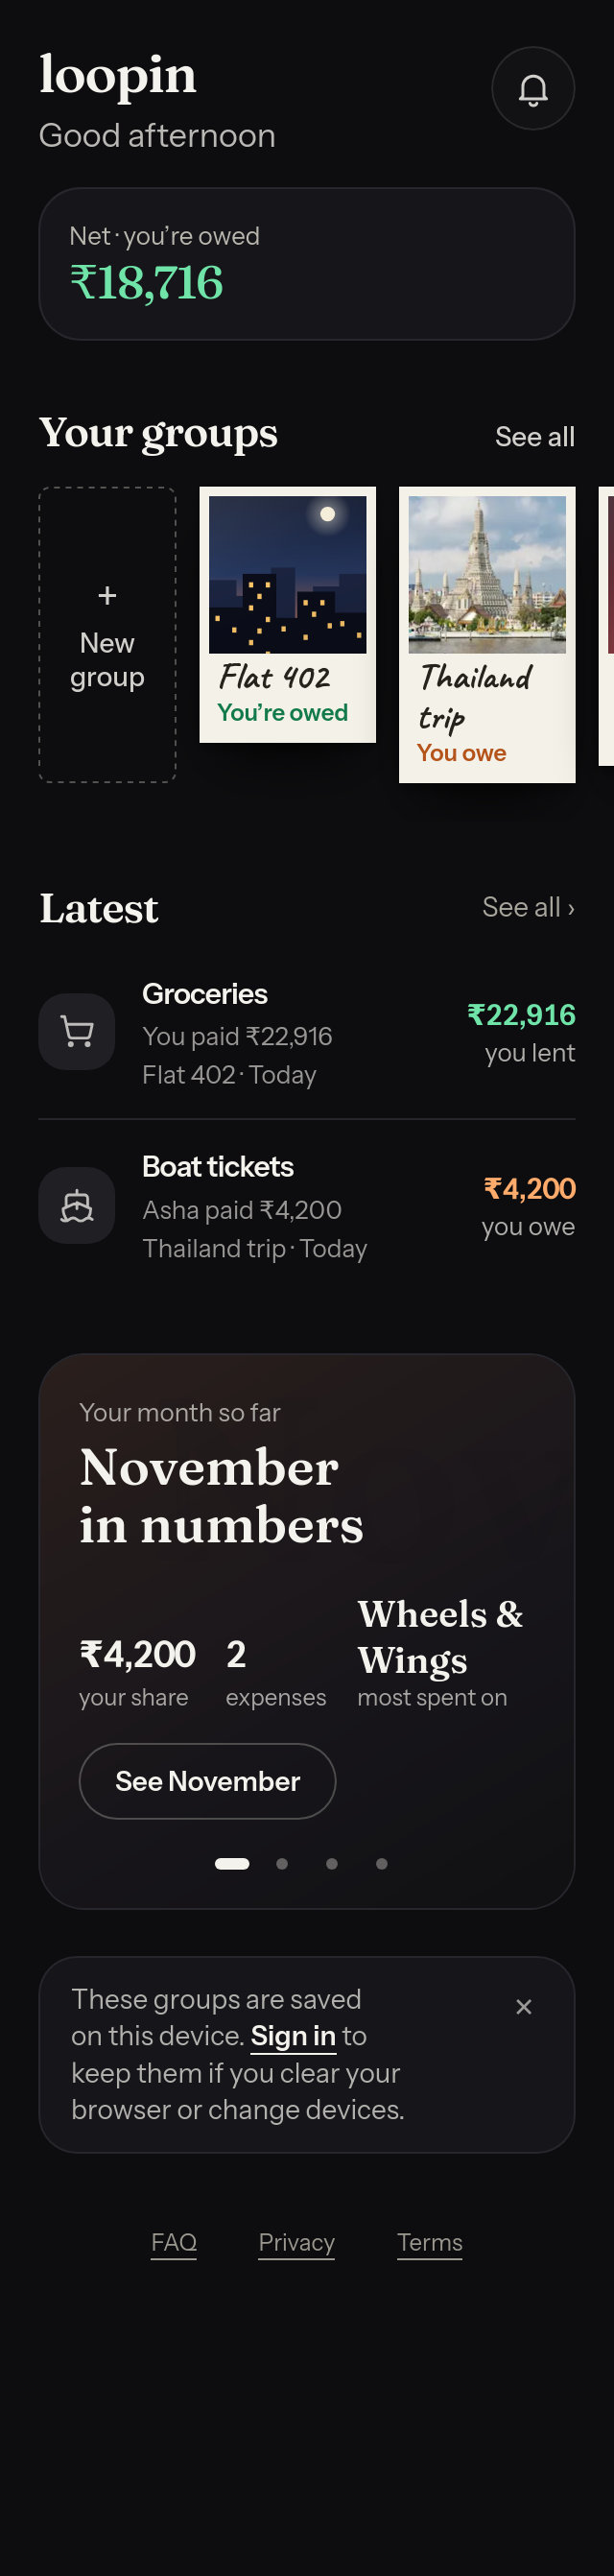 loopin
Good afternoon
Net · you’re owed
₹18,716
Your groups
See all
+
New
group
Flat 402
You’re owed
Thailand
trip
You owe
Latest
See all ›
Groceries
You paid ₹22,916
Flat 402 · Today
₹22,916
you lent
Boat tickets
Asha paid ₹4,200
Thailand trip · Today
₹4,200
you owe
Your month so far
November
in numbers
₹4,200
your share
2
expenses
Wheels &
Wings
most spent on
See November
These groups are saved
on this device. Sign in to
keep them if you clear your
browser or change devices.
×
FAQ
Privacy
Terms